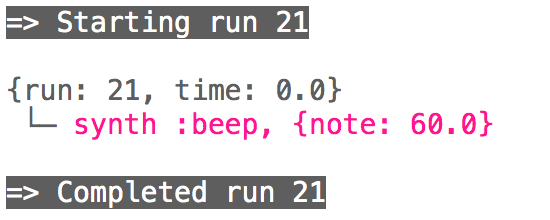 => Starting run 21
{run: 21, time: 0.0}
└─ synth :beep, {note: 60.0}
=> Completed run 21